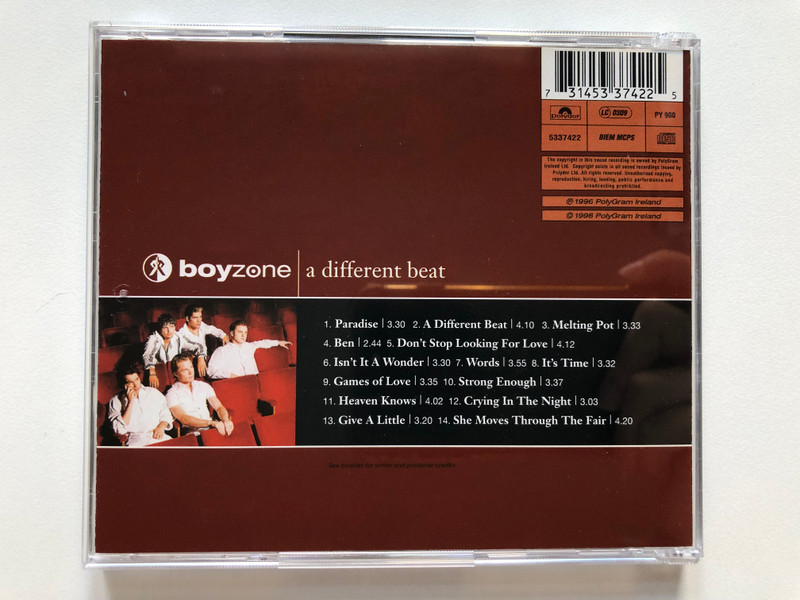 7 31453 37422 5
Polydor LC 0309 PY 900
5337422 BIEM MCPS
The copyright in this sound recording is owned by PolyGram
Ireland Ltd. Copyright exists in all sound recordings issued by
Polydor Ltd. All rights reserved. Unauthorised copying,
reproduction, hiring, lending, public performance and
broadcasting prohibited.
℗ 1996 PolyGram Ireland
© 1996 PolyGram Ireland
boyzone | a different beat
1. Paradise | 3.30 2. A Different Beat | 4.10 3. Melting Pot | 3.33
4. Ben | 2.44 5. Don't Stop Looking For Love | 4.12
6. Isn't It A Wonder | 3.30 7. Words | 3.55 8. It's Time | 3.32
9. Games of Love | 3.35 10. Strong Enough | 3.37
11. Heaven Knows | 4.02 12. Crying In The Night | 3.03
13. Give A Little | 3.20 14. She Moves Through The Fair | 4.20
See booklet for writer and producer credits